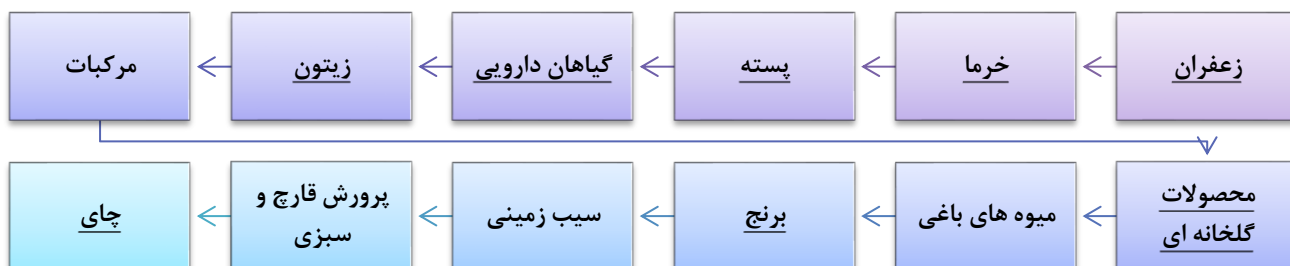 زعفران
خرما
پسته
گیاهان دارویی
زیتون
مرکبات
محصولات
گلخانه ای
میوه های باغی
برنج
سیب زمینی
پرورش قارچ و
سبزی
چای